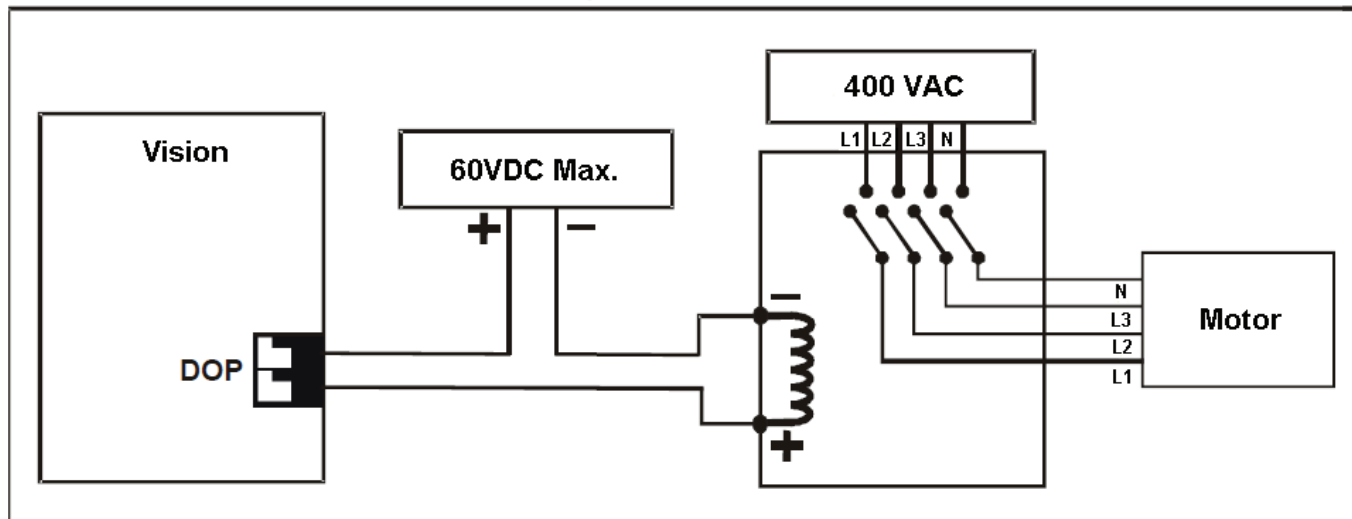 400 VAC
Vision
60VDC Max.
L1 L2 L3 N
+ −
−
N
L3
Motor
DOP
L2
L1
+